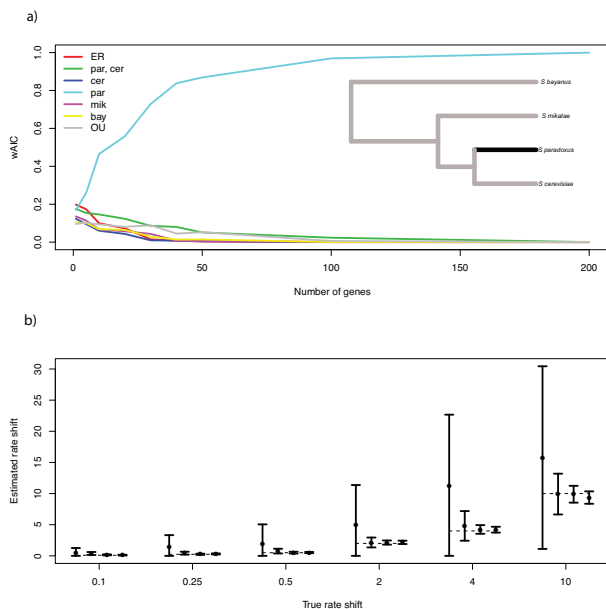 a)
1.0
0.8
0.6
0.4
0.2
0.0
wAIC
ER
par, cer
cer
par
mik
bay
OU
S bayanus
S mikatae
S paradoxus
S cerevisiae
0 50 100 150 200
Number of genes
b)
30
25
20
15
10
5
0
Estimated rate shift
0.1 0.25 0.5 2 4 10
True rate shift